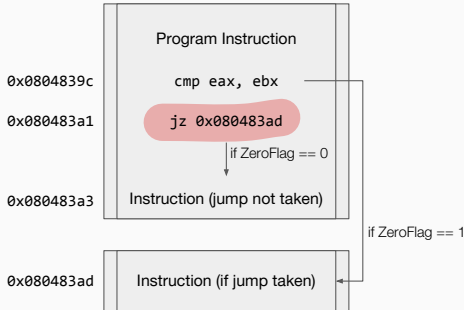 Program Instruction
0x0804839c cmp eax, ebx
0x080483a1 jz 0x080483ad
if ZeroFlag == 0
0x080483a3 Instruction (jump not taken)
if ZeroFlag == 1
0x080483ad Instruction (if jump taken)